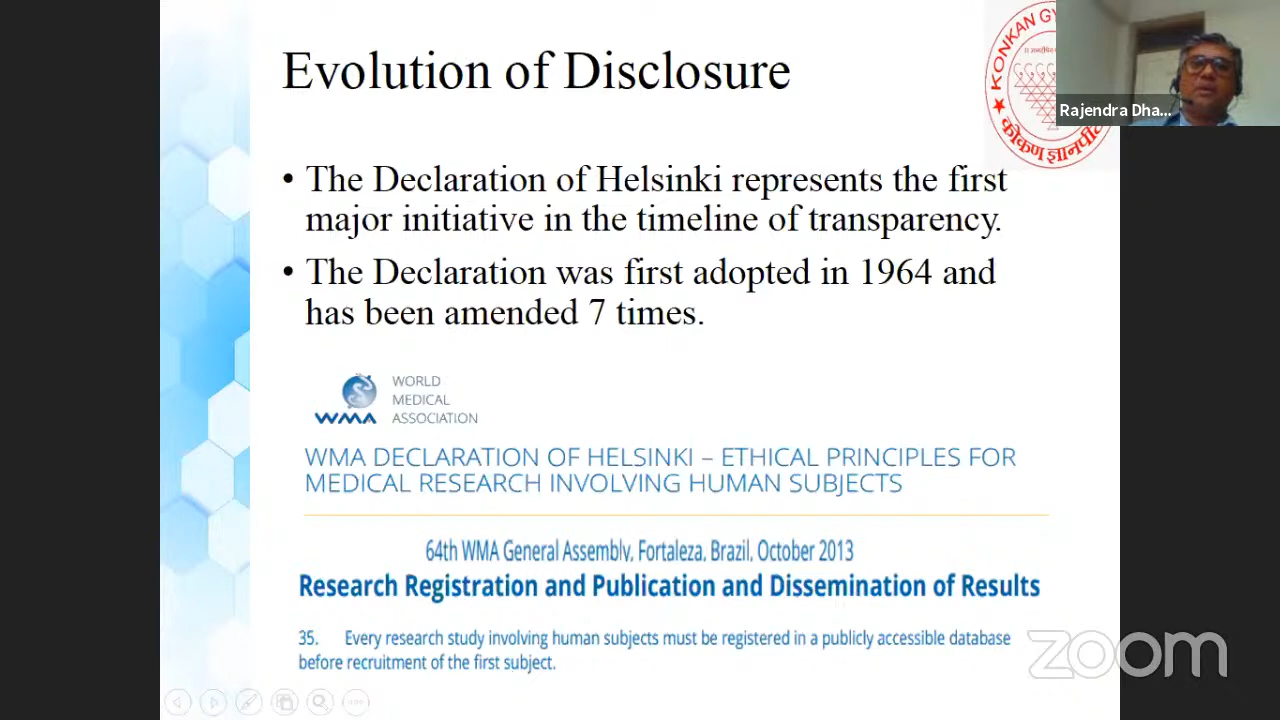 Evolution of Disclosure
KONKAN GY
कोंकण ज्ञानपी
Rajendra Dha...
• The Declaration of Helsinki represents the first
major initiative in the timeline of transparency.
• The Declaration was first adopted in 1964 and
has been amended 7 times.
WORLD
MEDICAL
WMA ASSOCIATION
WMA DECLARATION OF HELSINKI – ETHICAL PRINCIPLES FOR
MEDICAL RESEARCH INVOLVING HUMAN SUBJECTS
64th WMA General Assembly, Fortaleza, Brazil, October 2013
Research Registration and Publication and Dissemination of Results
35. Every research study involving human subjects must be registered in a publicly accessible database
before recruitment of the first subject.
zoom